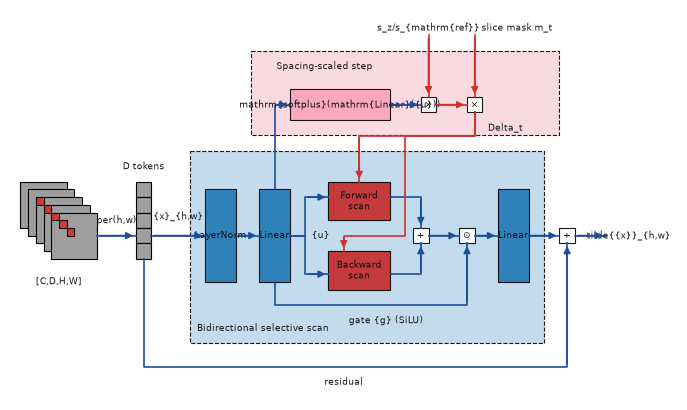 s_z/s_{mathrm{ref}} slice mask m_t
Spacing-scaled step
mathrm{softplus}(mathrm{Linear}({u}))
×
Delta_t
D tokens
per(h,w)
{x}_{h,w}
LayerNorm
Linear
{u}
Forward scan
Backward scan
+
⊙
Linear
+
tilde{{x}}_{h,w}
[C,D,H,W]
gate {g} (SiLU)
Bidirectional selective scan
residual